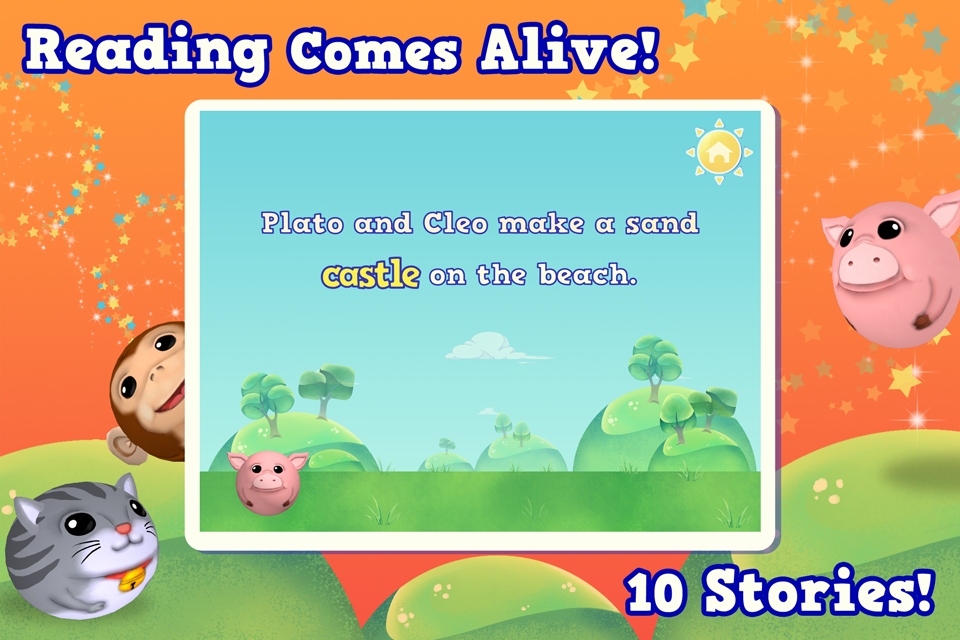 Reading Comes Alive!
Plato and Cleo make a sand
castle on the beach.
10 Stories!